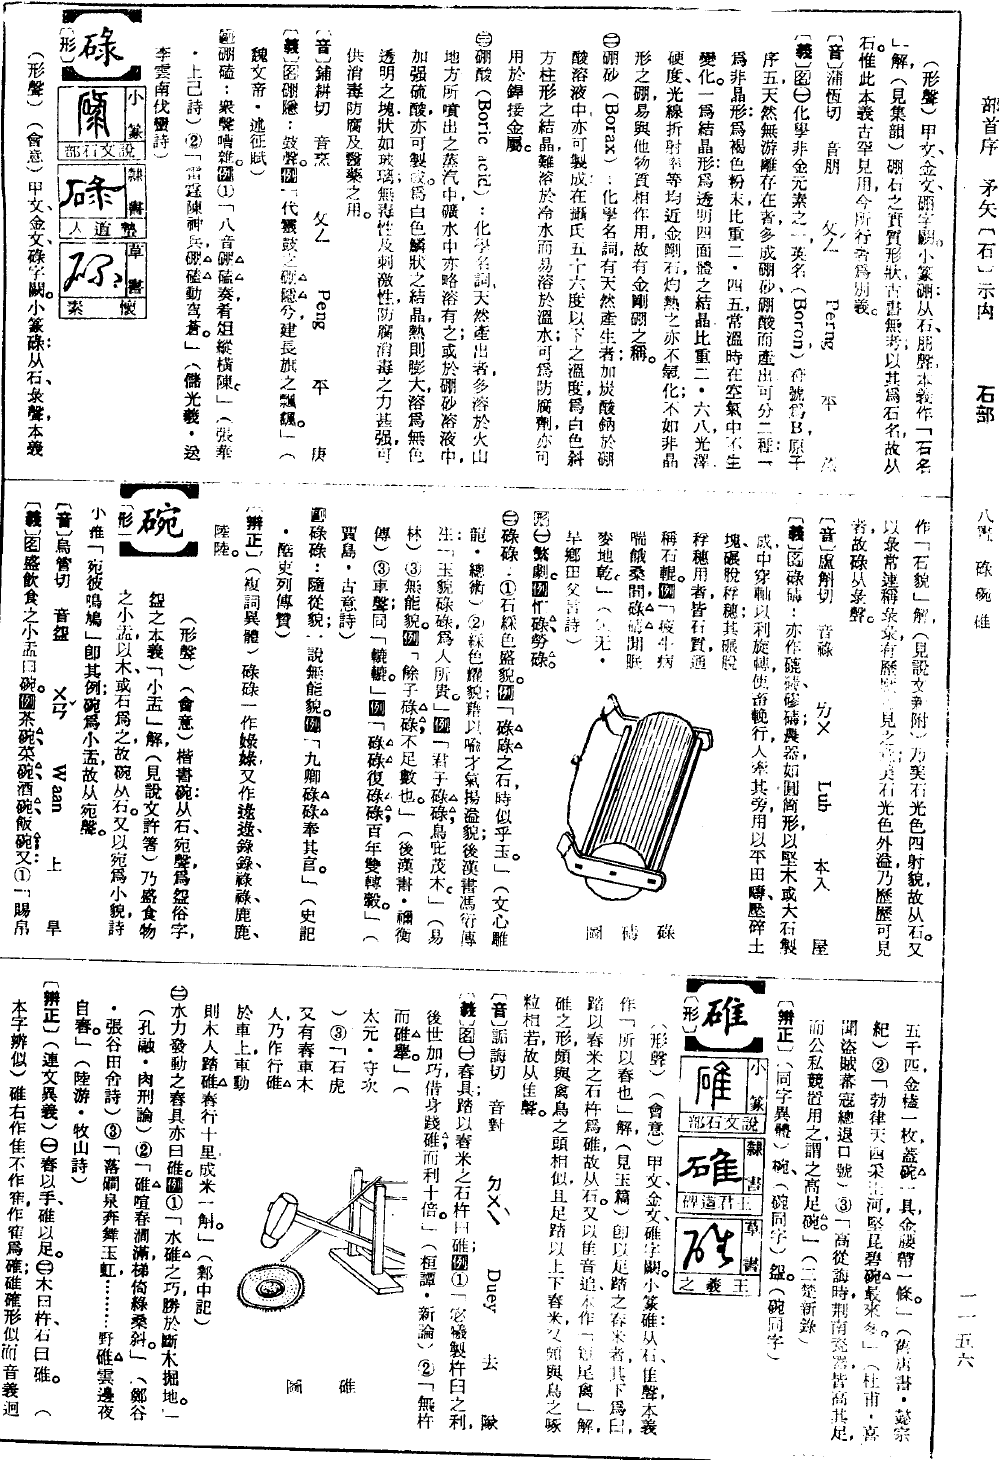 部首序　矛矢〔石〕示禸　石部　八畫　碌碗碓　一一五六
（形聲）甲文、金文、硼字闕。小篆硼：从石、朋聲，本義作「石名
」解，（見集韻）硼石之實質形狀，古書無考；以其爲石名，故从
石。惟此本義古罕見用，今所行者爲別義。
〔音〕蒲恆切　音朋　ㄆㄥˊ　Perng　平　蒸
〔義〕名㊀化學非金元素之一，英名（Boron）符號爲B，原子
序五，天然無游離存在者，多成硼砂、硼酸而產出，可分二種：一
爲非晶形，爲褐色粉末，比重二・四五，常溫時在空氣中不生
變化。一爲結晶形，爲透明四面體之結晶，比重二・六八，光澤、
硬度、光線折射率等均近金剛石，灼熱之亦不氧化；不如非晶
形之硼易與他物質相作用，故有金剛硼之稱。
㊁硼砂（Borax）：化學名詞，有天然產生者；加炭酸鈉於硼
酸溶液中，亦可製成；在攝氏五十六度以下之溫度，爲白色斜
方柱形之結晶，難溶於冷水而易溶於溫水；可爲防腐劑，亦可
用於銲接金屬。
㊂硼酸（Boric acid）：化學名詞，天然產出者，多溶於火山
地方所噴出之蒸汽中，礦水中亦略溶有之；或於硼砂溶液中，
加强硫酸，亦可製成，爲白色鱗狀之結晶，熱則膨大溶爲無色
透明之塊，狀如玻璃，無毒性及刺激性，防腐消毒之力甚强，可
供消毒防腐及醫藥之用。
〔音〕鋪耕切　音烹　ㄆㄥ　Peng　平　庚
〔義〕名硼隱：鼓聲。例「伐靈鼓之硼隱兮，建長旗之飄颻。」（
魏文帝・述征賦）
硼磕：衆聲嘈雜。例①「八音硼磕奏，肴俎縱橫陳。」（張華
・上巳詩）②「雷霆陳神兵，硼磕動穹蒼。」（儲光羲・送
李雲南伐蠻詩）
碌
〔形〕
小篆　說文石部
隸書　塾道人
草書　懷素
（形聲）（會意）甲文、金文、碌字闕。小篆碌：从石、彔聲，本義
作「石貌」解，（見說文新附）乃美石光色四射貌，故从石。又
以彔常連稱彔彔，有歷歷可見之意，美石光色外溢，乃歷歷可見
者，故碌从彔聲。
〔音〕盧斛切　音祿　ㄌㄨˋ　Luh　本入　屋
〔義〕名碌碡：亦作磟碡、磟碡，農器，如圓筒形，以堅木或大石製
成，中穿軸以利旋轉，使畜輓行，人牽其旁，用以平田疇，壓碎土
塊，碾脫稃穗；用者皆石質，通
稱石輥。例「疲牛病
喘餓桑間，碌碡閒眠
麥地乾。」（
早鄉田父言詩）
形㊀繁劇。例忙碌、勞碌。
㊁碌碌：①石綵色盛貌。例「碌碌之石，時似乎玉。」（文心雕
龍・總術）②綵色耀貌，藉以喩才氣揚溢貌；後漢書馮衍傳
注「玉貌碌碌，爲人所貴。」例「君子碌碌，鳥庇茂木。」（易
林）③無能貌。例「餘子碌碌，不足數也。」（後漢書・禰衡
傳）③車聲；同「轆轆。」例「碌碌復碌碌，百年雙轉轂。」（
賈島・古意詩）
副碌碌：隨從貌；一說無能貌。例「九卿碌碌奉其官。」（史記
・酷吏列傳贊）
〔辨正〕（複詞異體）碌碌一作娽娽，又作逯逯、錄錄、祿祿、鹿鹿、
陸陸。
碌碡圖
碗
〔形〕
（形聲）（會意）楷書碗：从石、宛聲，爲盌俗字，
盌之本義「小盂」解，（見說文許箸）乃盛食物
之小盂，以木、或石爲之，故碗从石。又以宛爲小貌，詩
小雅「宛彼鳴鳩」卽其例，碗爲小盂，故从宛聲。
〔音〕烏管切　音盌　ㄨㄢˇ　Waan　上　旱
〔義〕名盛飲食之小盂曰碗。例茶碗、菜碗、酒碗、飯碗；又①「賜帛
五千四，金榼一枚，蓋碗一具，金腰帶一條。」（舊唐書・懿宗
紀）②「勃律天西采玉河，堅昆碧碗最來多。」（杜甫・喜
聞盜賊蕃寇總退口號）③「高從誨時，荆南瓷器皆高其足，
而公私競置用之，謂之高足碗。」（三楚新錄）
〔辨正〕（同字異體）椀、（碗同字）盌。（碗同字）
碓
〔形〕
小篆　說文石部
隸書　王君道碑
草書　王羲之
（形聲）（會意）甲文、金文碓字闕。小篆碓：从石、隹聲，本義
作「所以舂也」解，（見玉篇）卽以足踏之舂米者；其下爲臼，
踏以舂米之石杵爲碓，故从石。又以隹音追，本作「短尾禽」解，
碓之形頗與禽鳥之頭相似，且足踏以上下舂米，又頗與鳥之啄
粒相若，故从隹聲。
〔音〕都誨切　音對　ㄉㄨㄟˋ　Duey　去　隊
〔義〕名㊀舂具，踏以舂米之石杵曰碓。例①「宓犧製杵臼之利，
後世加巧，借身踐碓，而利十倍。」（桓譚・新論）②「無杵
而碓舉。」（
太元・守次
）③「石虎
又有舂車木
人，乃作行碓
於車上，車動
則木人踏碓舂，行十里，成米一斛。」（鄴中記）
㊁水力發動之舂具亦曰碓。例①「水碓之巧，勝於斷木掘地。」
（孔融・肉刑論）②「碓喧舂澗滿，梯倚綠桑斜。」（鄭谷
・張谷田舍詩）③「落磵泉奔舞玉虹………野碓雲邊夜
自舂。」（陸游・牧山詩）
〔辨正〕（連文異義）㊀舂以手，碓以足。㊁木曰杵，石曰碓。（
本字辨似）碓右作隹，不作隺，作隺爲確，碓確形似而音義迥
碓圖